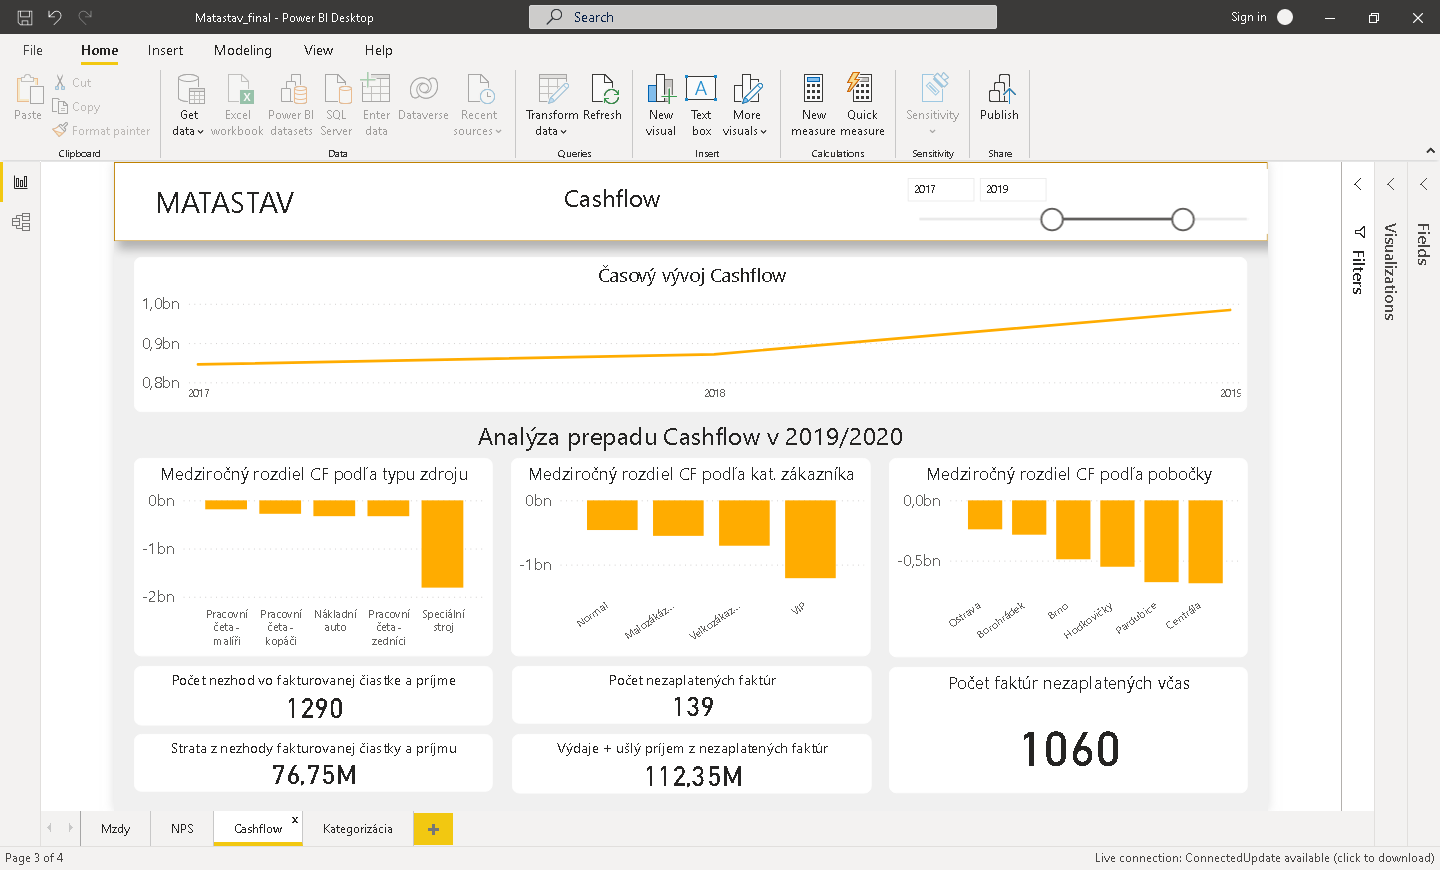 Matastav_final - Power BI Desktop
Search
Sign in
File
Home
Insert
Modeling
View
Help
Paste
Cut
Copy
Format painter
Clipboard
Get data
Excel workbook
Power BI datasets
SQL Server
Enter data
Dataverse
Recent sources
Data
Transform data
Refresh
Queries
New visual
Text box
More visuals
Insert
New measure
Quick measure
Calculations
Sensitivity
Sensitivity
Publish
Share
MATASTAV
Cashflow
2017
2019
Časový vývoj Cashflow
1,0bn
0,9bn
0,8bn
2017
2018
2019
Analýza prepadu Cashflow v 2019/2020
Medziročný rozdiel CF podľa typu zdroju
0bn
-1bn
-2bn
Pracovní četa - malíři
Pracovní četa - kopáči
Nákladní auto
Pracovní četa - zedníci
Speciální stroj
Medziročný rozdiel CF podľa kat. zákazníka
0bn
-1bn
Normal
Malozákáz...
Velkozákaz...
VIP
Medziročný rozdiel CF podľa pobočky
0,0bn
-0,5bn
Ostrava
Borohrádek
Brno
Hodkovičky
Pardubice
Centrála
Počet nezhod vo fakturovanej čiastke a príjme
1290
Počet nezaplatených faktúr
139
Počet faktúr nezaplatených včas
1060
Strata z nezhody fakturovanej čiastky a príjmu
76,75M
Výdaje + ušlý príjem z nezaplatených faktúr
112,35M
Filters
Visualizations
Fields
Mzdy
NPS
Cashflow
x
Kategorizácia
+
Page 3 of 4
Live connection: ConnectedUpdate available (click to download)